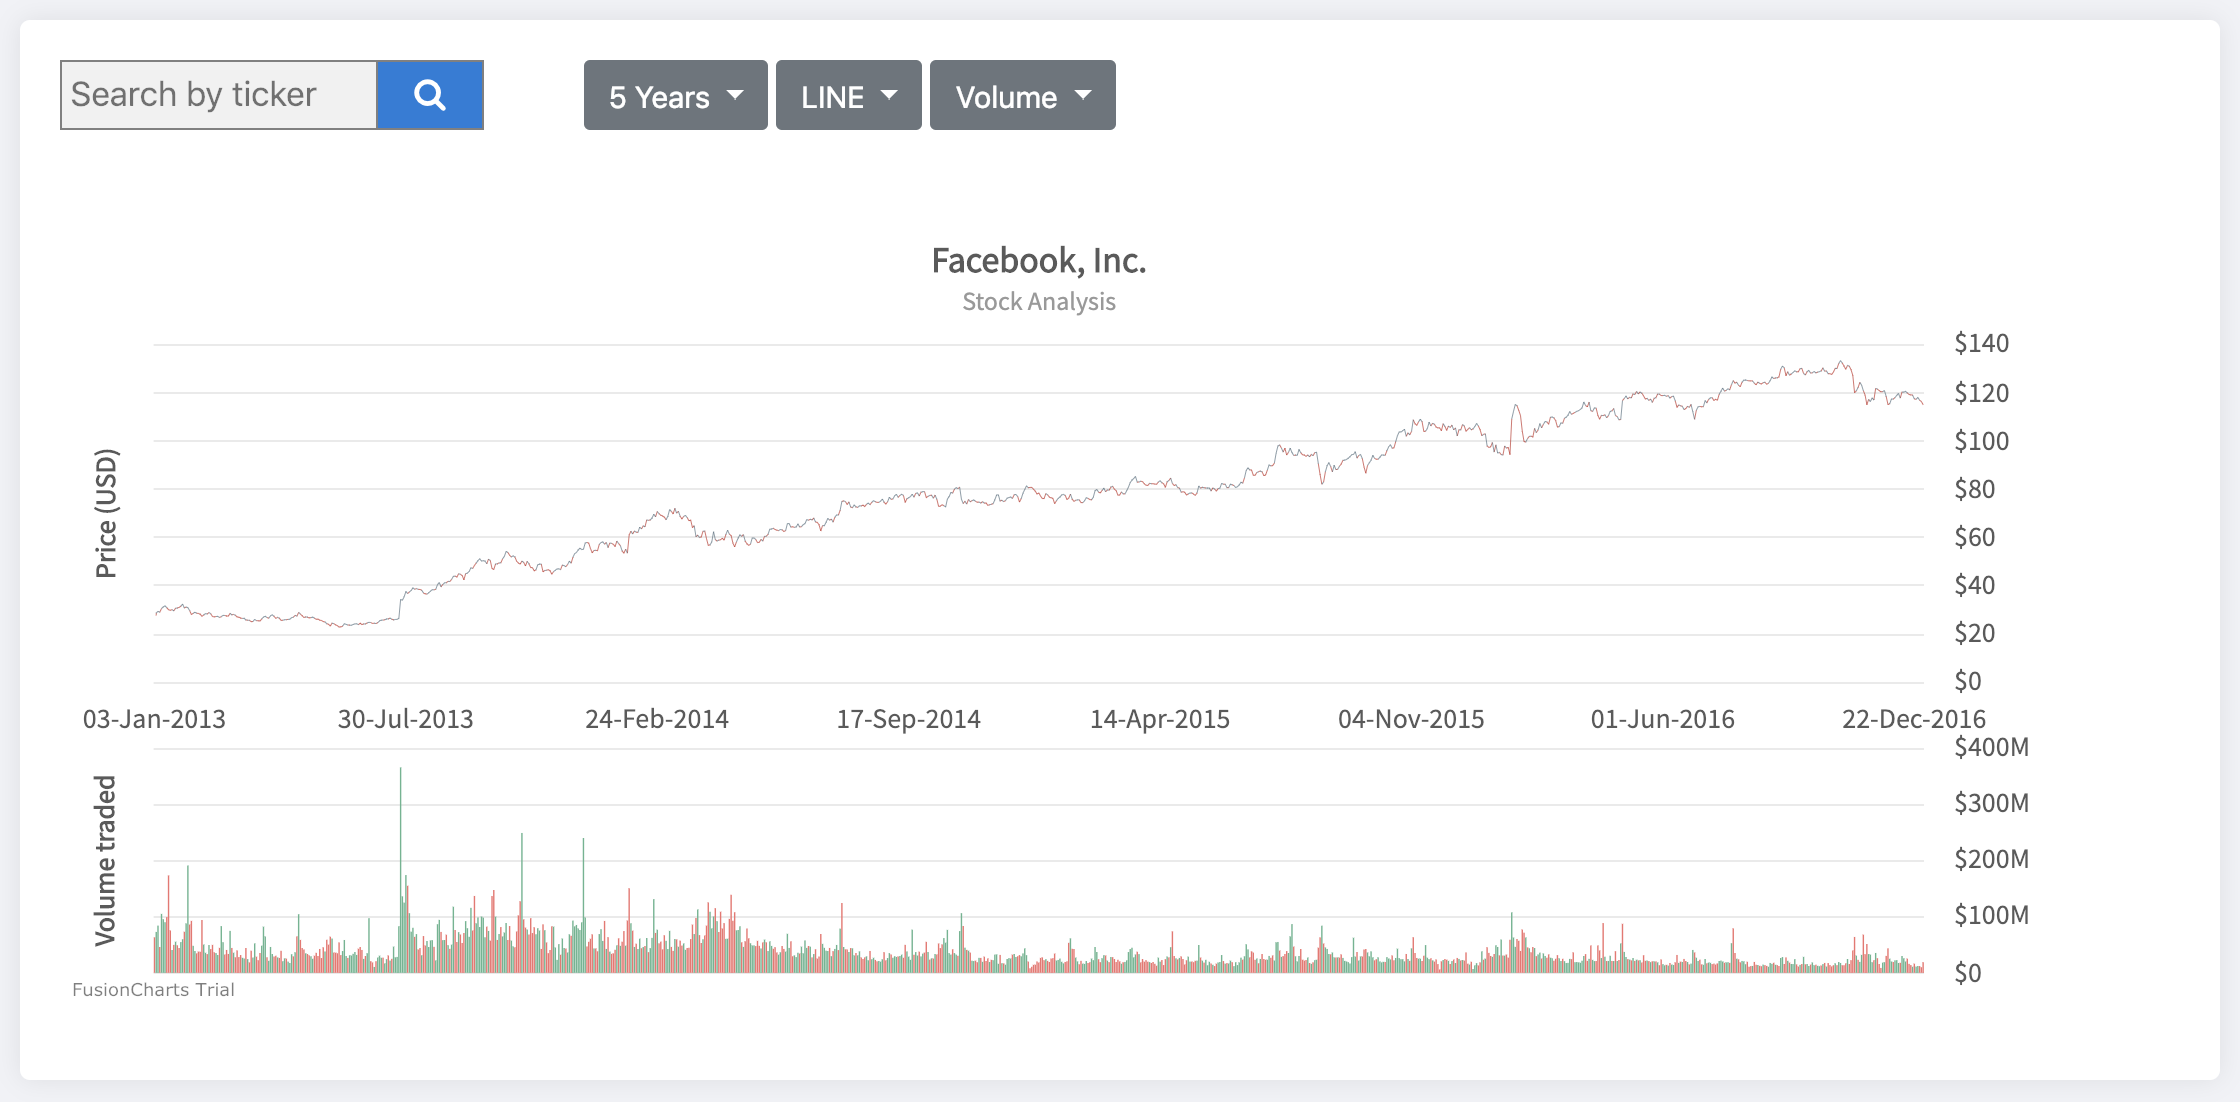 Search by ticker
5 Years
LINE
Volume
Facebook, Inc.
Stock Analysis
Price (USD)
$140
$120
$100
$80
$60
$40
$20
$0
03-Jan-2013
30-Jul-2013
24-Feb-2014
17-Sep-2014
14-Apr-2015
04-Nov-2015
01-Jun-2016
22-Dec-2016
Volume traded
$400M
$300M
$200M
$100M
$0
FusionCharts Trial